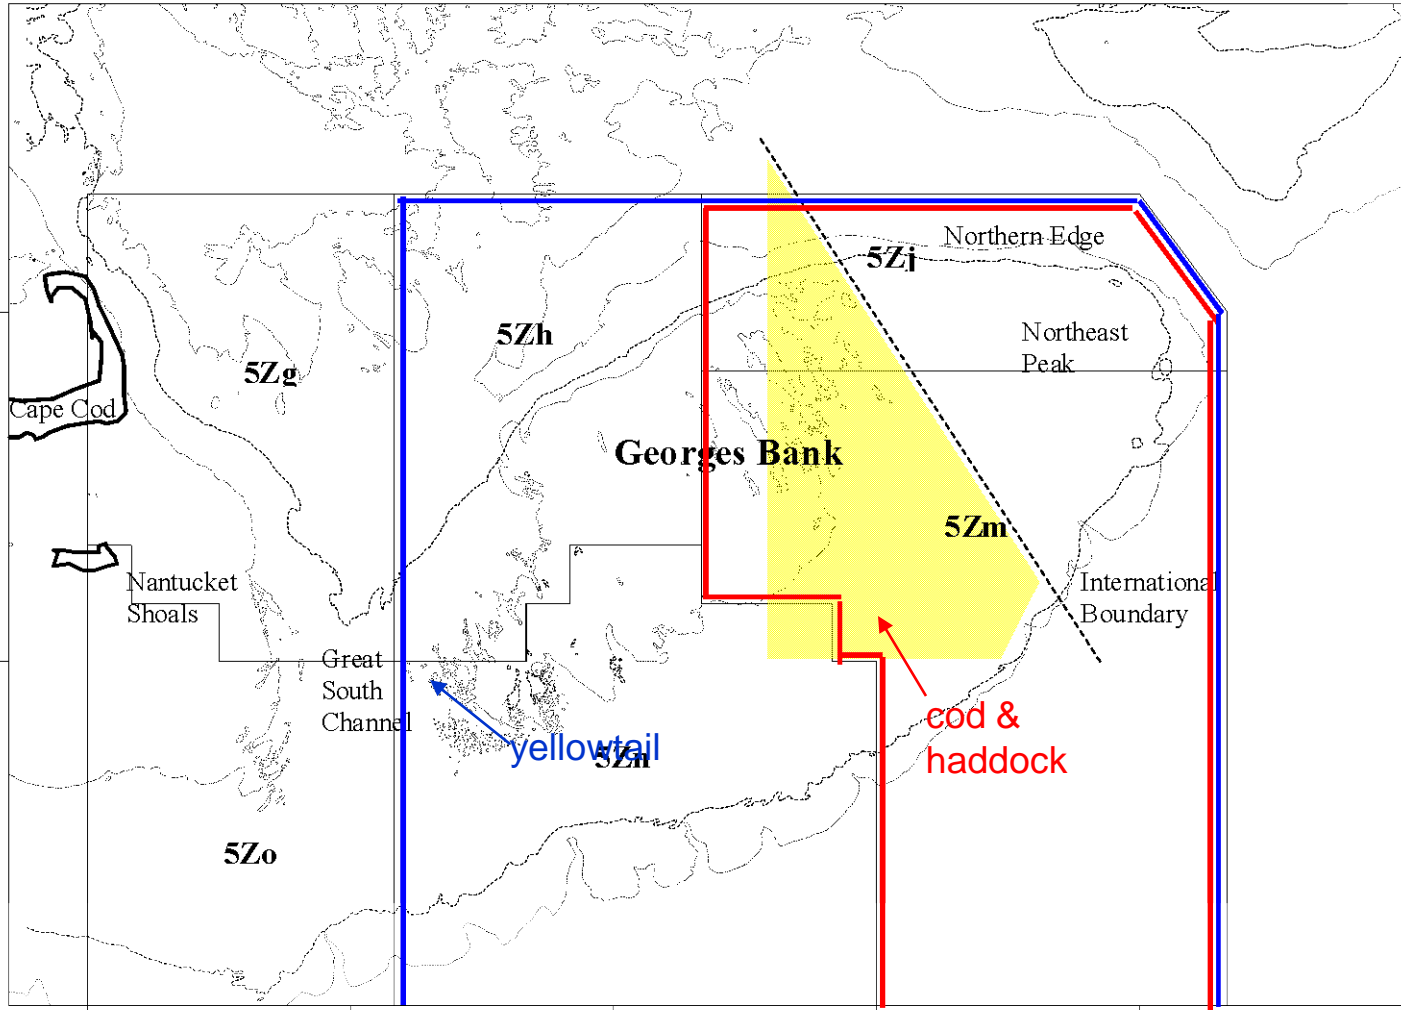 Northern Edge
5Zj
5Zh
Northeast
Peak
5Zg
Cape Cod
Georges Bank
5Zm
Nantucket
Shoals
International
Boundary
Great
South
Channel
cod &
haddock
yellowtail
5Zn
5Zo